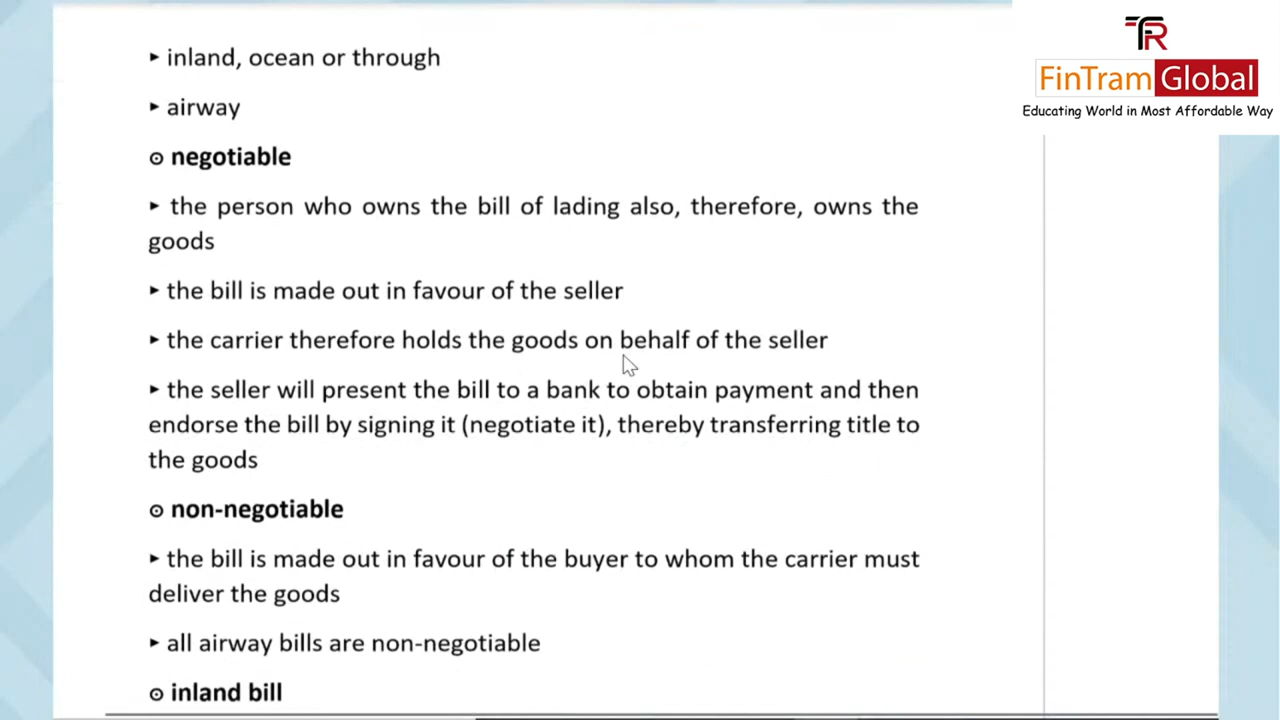 TR
FinTram Global
Educating World in Most Affordable Way
► inland, ocean or through
► airway
⊙ negotiable
► the person who owns the bill of lading also, therefore, owns the
goods
► the bill is made out in favour of the seller
► the carrier therefore holds the goods on behalf of the seller
► the seller will present the bill to a bank to obtain payment and then
endorse the bill by signing it (negotiate it), thereby transferring title to
the goods
⊙ non-negotiable
► the bill is made out in favour of the buyer to whom the carrier must
deliver the goods
► all airway bills are non-negotiable
⊙ inland bill